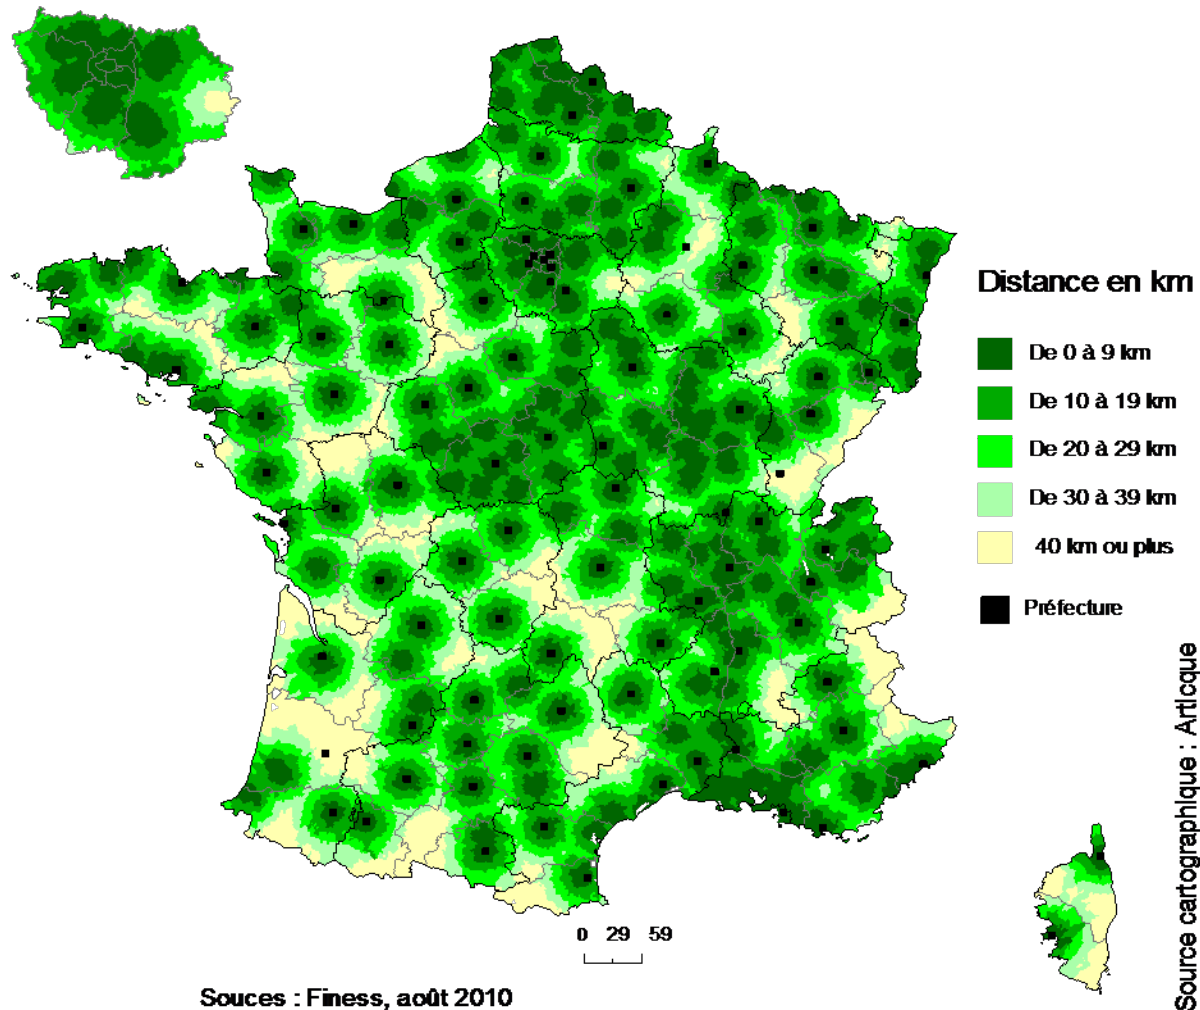 Distance en km
De 0 à 9 km
De 10 à 19 km
De 20 à 29 km
De 30 à 39 km
40 km ou plus
Préfecture
Source cartographique : Articque
0 29 59
Souces : Finess, août 2010